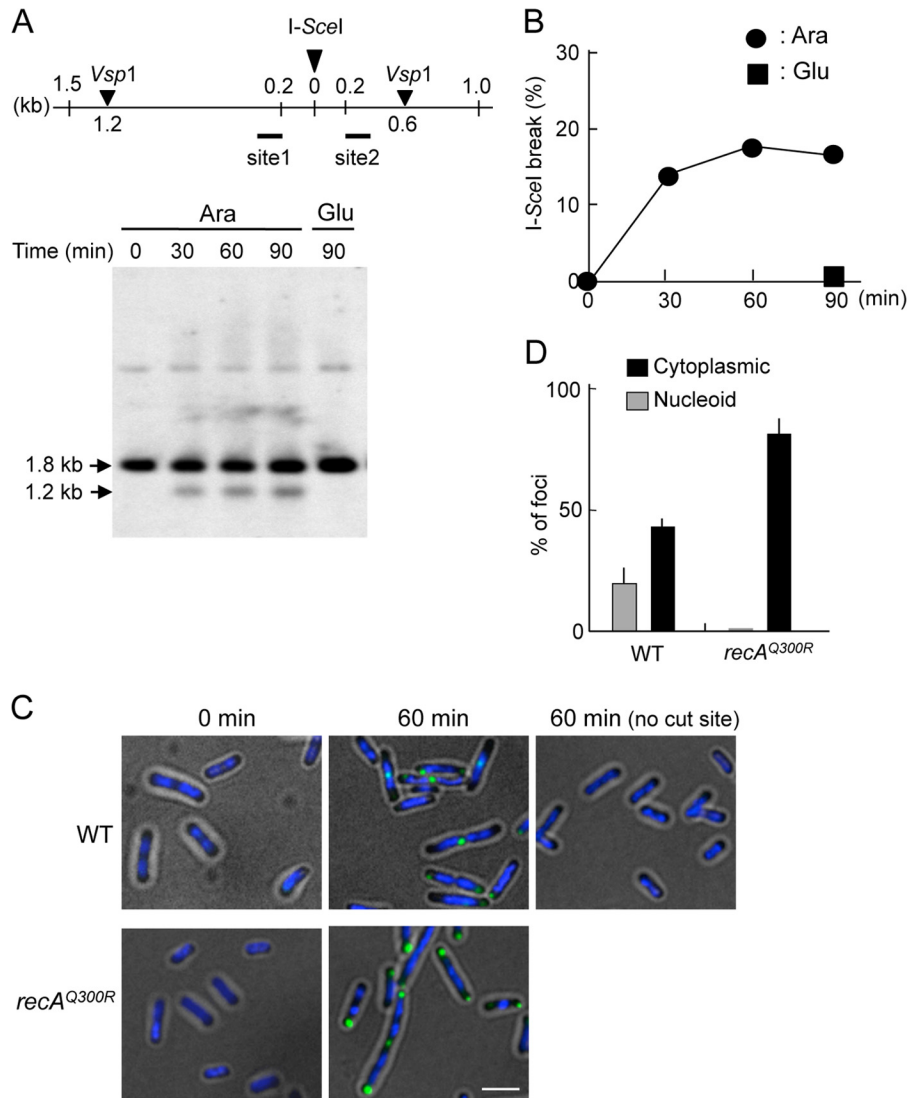 A
I-SceI
1.5 Vsp1 0.2 0 0.2 Vsp1 1.0
(kb)
1.2 0.6
site1 site2
Ara Glu
Time (min) 0 30 60 90 90
1.8 kb
1.2 kb
B
: Ara
: Glu
I-SceI break (%)
30
20
10
0
0 30 60 90 (min)
D
Cytoplasmic
Nucleoid
% of foci
100
50
0
WT recAQ300R
C
0 min 60 min 60 min (no cut site)
WT
recAQ300R